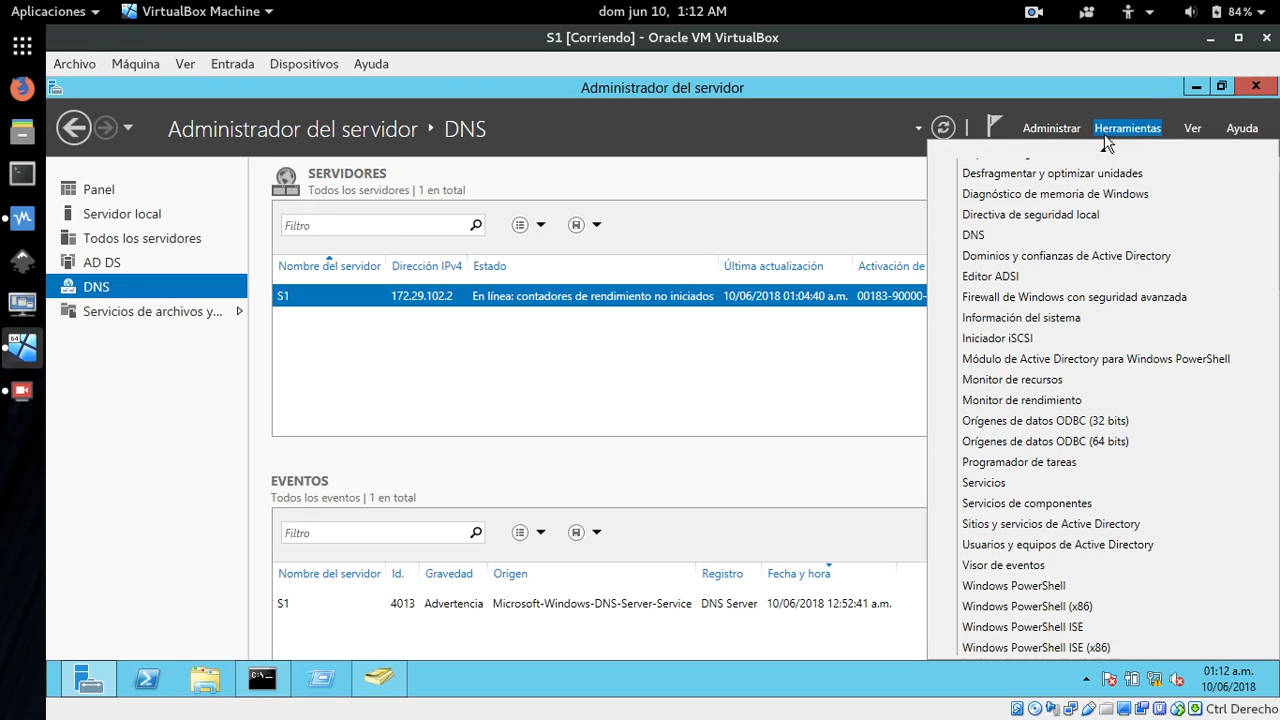 Aplicaciones
VirtualBox Machine
dom jun 10, 1:12 AM
84%
S1 [Corriendo] - Oracle VM VirtualBox
Archivo Máquina Ver Entrada Dispositivos Ayuda
Administrador del servidor
Administrador del servidor DNS
Administrar Herramientas Ver Ayuda
Panel
Servidor local
Todos los servidores
AD DS
DNS
Servicios de archivos y...
SERVIDORES
Todos los servidores | 1 en total
Filtro
Nombre del servidor Dirección IPv4 Estado Última actualización Activación de
S1 172.29.102.2 En línea: contadores de rendimiento no iniciados 10/06/2018 01:04:40 a.m. 00183-90000-
EVENTOS
Todos los eventos | 1 en total
Filtro
Nombre del servidor Id. Gravedad Origen Registro Fecha y hora
S1 4013 Advertencia Microsoft-Windows-DNS-Server-Service DNS Server 10/06/2018 12:52:41 a.m.
Desfragmentar y optimizar unidades
Diagnóstico de memoria de Windows
Directiva de seguridad local
DNS
Dominios y confianzas de Active Directory
Editor ADSI
Firewall de Windows con seguridad avanzada
Información del sistema
Iniciador iSCSI
Módulo de Active Directory para Windows PowerShell
Monitor de recursos
Monitor de rendimiento
Orígenes de datos ODBC (32 bits)
Orígenes de datos ODBC (64 bits)
Programador de tareas
Servicios
Servicios de componentes
Sitios y servicios de Active Directory
Usuarios y equipos de Active Directory
Visor de eventos
Windows PowerShell
Windows PowerShell (x86)
Windows PowerShell ISE
Windows PowerShell ISE (x86)
01:12 a.m.
10/06/2018
Ctrl Derecho
64